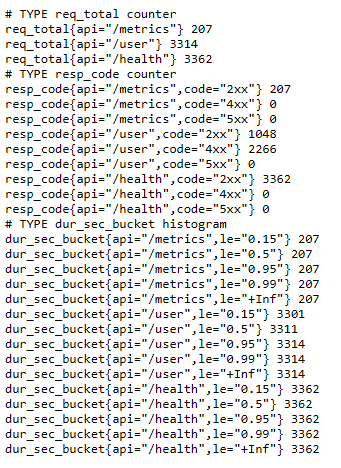 # TYPE req_total counter
req_total{api="/metrics"} 207
req_total{api="/user"} 3314
req_total{api="/health"} 3362
# TYPE resp_code counter
resp_code{api="/metrics",code="2xx"} 207
resp_code{api="/metrics",code="4xx"} 0
resp_code{api="/metrics",code="5xx"} 0
resp_code{api="/user",code="2xx"} 1048
resp_code{api="/user",code="4xx"} 2266
resp_code{api="/user",code="5xx"} 0
resp_code{api="/health",code="2xx"} 3362
resp_code{api="/health",code="4xx"} 0
resp_code{api="/health",code="5xx"} 0
# TYPE dur_sec_bucket histogram
dur_sec_bucket{api="/metrics",le="0.15"} 207
dur_sec_bucket{api="/metrics",le="0.5"} 207
dur_sec_bucket{api="/metrics",le="0.95"} 207
dur_sec_bucket{api="/metrics",le="0.99"} 207
dur_sec_bucket{api="/metrics",le="+Inf"} 207
dur_sec_bucket{api="/user",le="0.15"} 3301
dur_sec_bucket{api="/user",le="0.5"} 3311
dur_sec_bucket{api="/user",le="0.95"} 3314
dur_sec_bucket{api="/user",le="0.99"} 3314
dur_sec_bucket{api="/user",le="+Inf"} 3314
dur_sec_bucket{api="/health",le="0.15"} 3362
dur_sec_bucket{api="/health",le="0.5"} 3362
dur_sec_bucket{api="/health",le="0.95"} 3362
dur_sec_bucket{api="/health",le="0.99"} 3362
dur_sec_bucket{api="/health",le="+Inf"} 3362